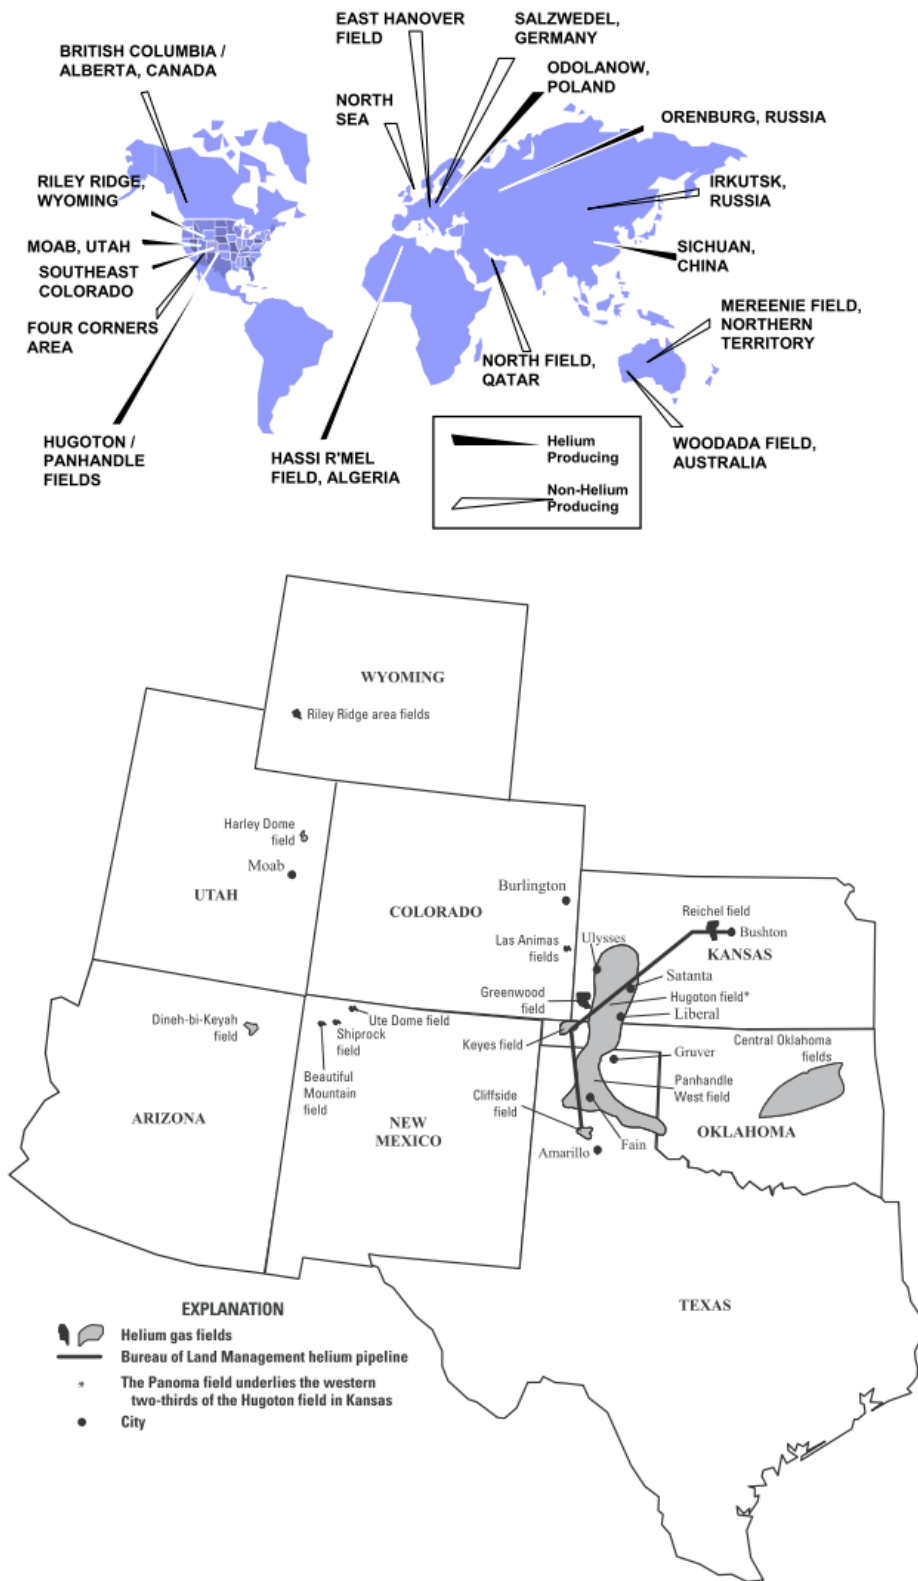 EAST HANOVER
FIELD
SALZWEDEL,
GERMANY
BRITISH COLUMBIA /
ALBERTA, CANADA
ODOLANOW,
POLAND
NORTH
SEA
ORENBURG, RUSSIA
RILEY RIDGE,
WYOMING
IRKUTSK,
RUSSIA
MOAB, UTAH
SOUTHEAST
COLORADO
SICHUAN,
CHINA
FOUR CORNERS
AREA
MEREENIE FIELD,
NORTHERN
TERRITORY
NORTH FIELD,
QATAR
HUGOTON /
PANHANDLE
FIELDS
HASSI R'MEL
FIELD, ALGERIA
WOODADA FIELD,
AUSTRALIA
Helium
Producing
Non-Helium
Producing
WYOMING
Riley Ridge area fields
Harley Dome
field
Moab
UTAH
COLORADO
Burlington
Las Animas
fields
Reichel field
Bushton
KANSAS
Ulysses
Satanta
Greenwood
field
Hugoton field*
Liberal
Dineh-bi-Keyah
field
Ute Dome field
Shiprock
field
Beautiful
Mountain
field
Keyes field
Gruver
Central Oklahoma
fields
Panhandle
West field
Cliffside
field
ARIZONA
NEW
MEXICO
OKLAHOMA
Fain
Amarillo
TEXAS
EXPLANATION
Helium gas fields
Bureau of Land Management helium pipeline
* The Panoma field underlies the western
two-thirds of the Hugoton field in Kansas
City